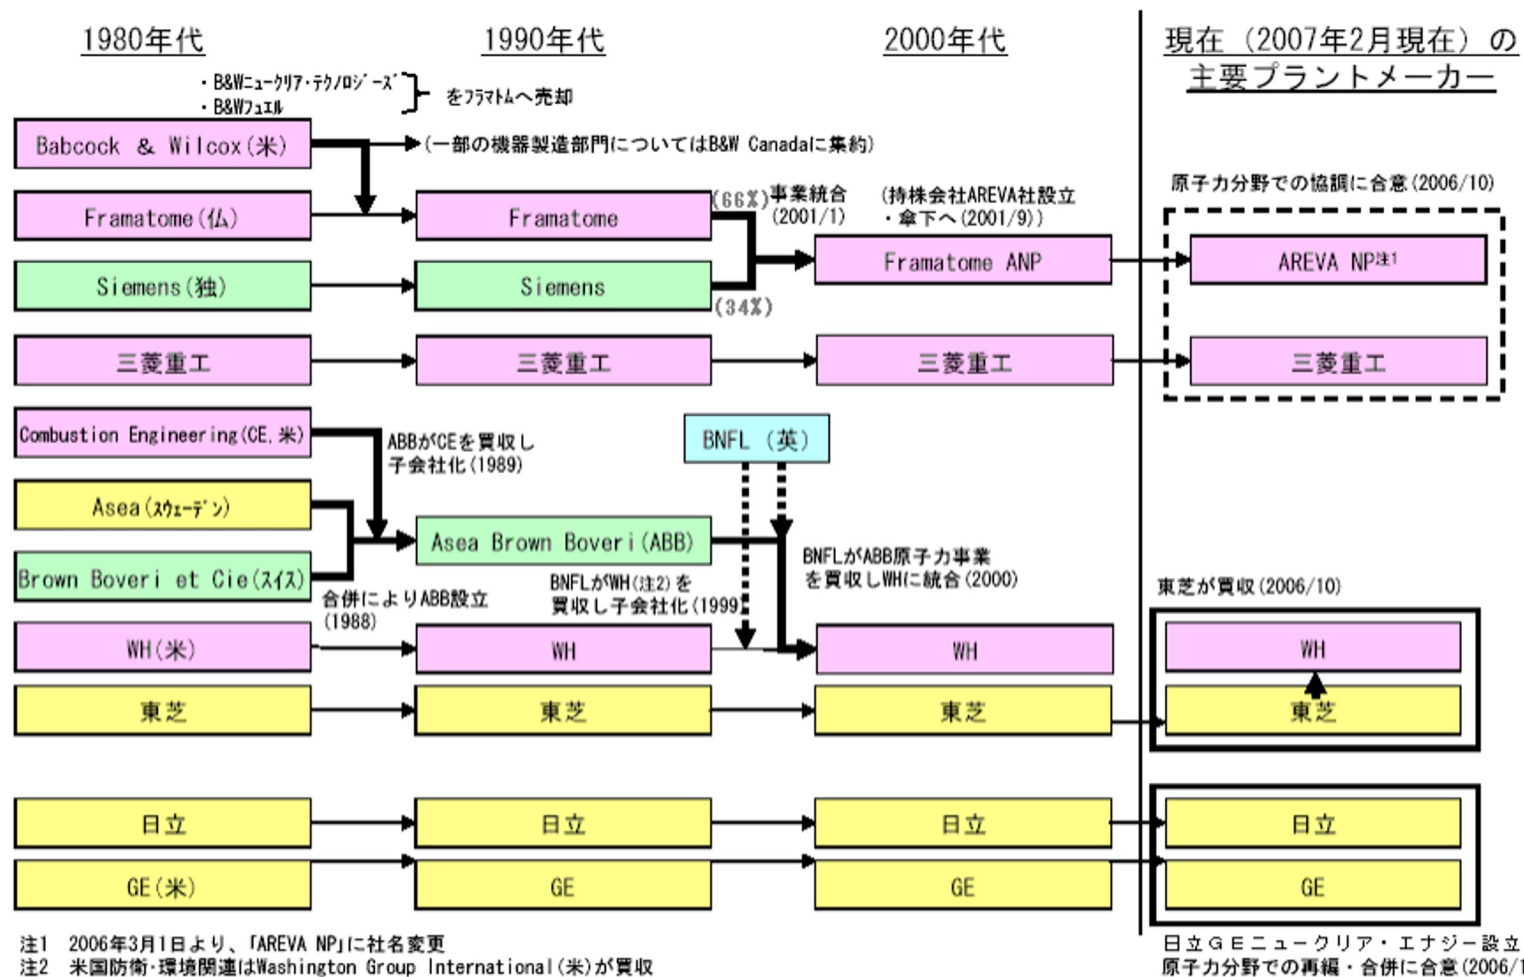 1980年代
1990年代
2000年代
現在（2007年2月現在）の
主要プラントメーカー
・B&Wニュークリア・テクノロジーズ
・B&Wフュエル
をフラマトムへ売却
Babcock & Wilcox(米)
(一部の機器製造部門についてはB&W Canadaに集約)
Framatome(仏)
Framatome
(66%)
事業統合
(2001/1)
(持株会社AREVA社設立
・傘下へ(2001/9))
原子力分野での協調に合意(2006/10)
Siemens(独)
Siemens
(34%)
Framatome ANP
AREVA NP注1
三菱重工
三菱重工
三菱重工
三菱重工
Combustion Engineering(CE.米)
ABBがCEを買収し
子会社化(1989)
BNFL（英）
Asea(スウェーデン)
Brown Boveri et Cie(スイス)
合併によりABB設立
(1988)
Asea Brown Boveri(ABB)
BNFLがWH(注2)を
買収し子会社化(1999)
BNFLがABB原子力事業
を買収しWHに統合(2000)
東芝が買収(2006/10)
WH(米)
WH
WH
WH
東芝
東芝
東芝
東芝
日立
日立
日立
日立
GE(米)
GE
GE
GE
注1　2006年3月1日より、「AREVA NP」に社名変更
注2　米国防衛・環境関連はWashington Group International(米)が買収
日立ＧＥニュークリア・エナジー設立
原子力分野での再編・合併に合意(2006/1